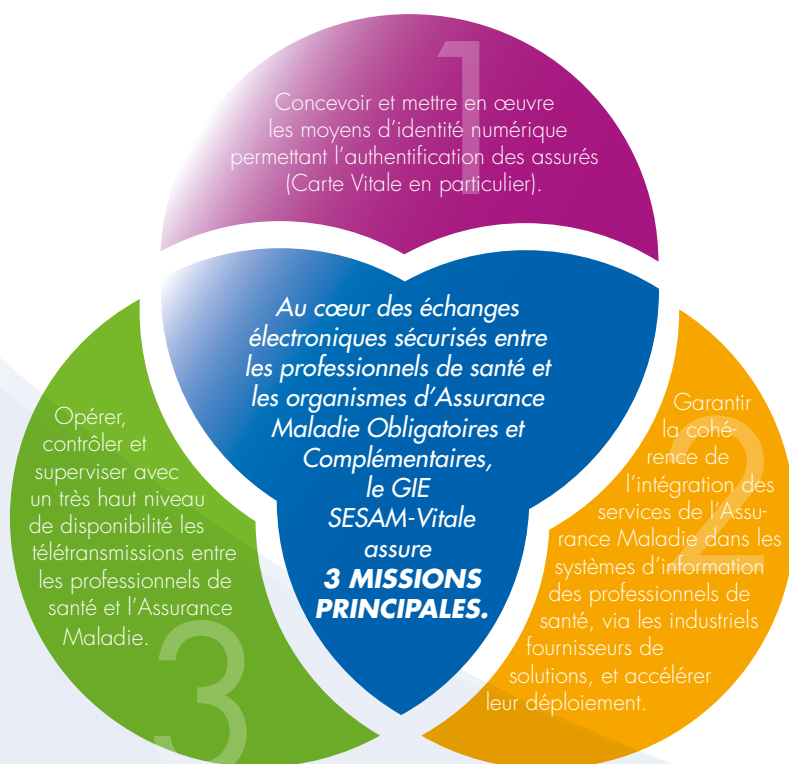 1
Concevoir et mettre en œuvre
les moyens d'identité numérique
permettant l'authentification des assurés
(Carte Vitale en particulier).
Au cœur des échanges
électroniques sécurisés entre
les professionnels de santé et
les organismes d'Assurance
Maladie Obligatoires et
Complémentaires,
le GIE
SESAM-Vitale
assure
3 MISSIONS
PRINCIPALES.
2
Garantir
la cohé-
rence de
l'intégration des
services de l'Assu-
rance Maladie dans les
systèmes d'information
des professionnels de
santé, via les industriels
fournisseurs de
solutions, et accélérer
leur déploiement.
Opérer,
contrôler et
superviser avec
un très haut niveau
de disponibilité les
télétransmissions entre
les professionnels de
santé et l'Assurance
Maladie.
3